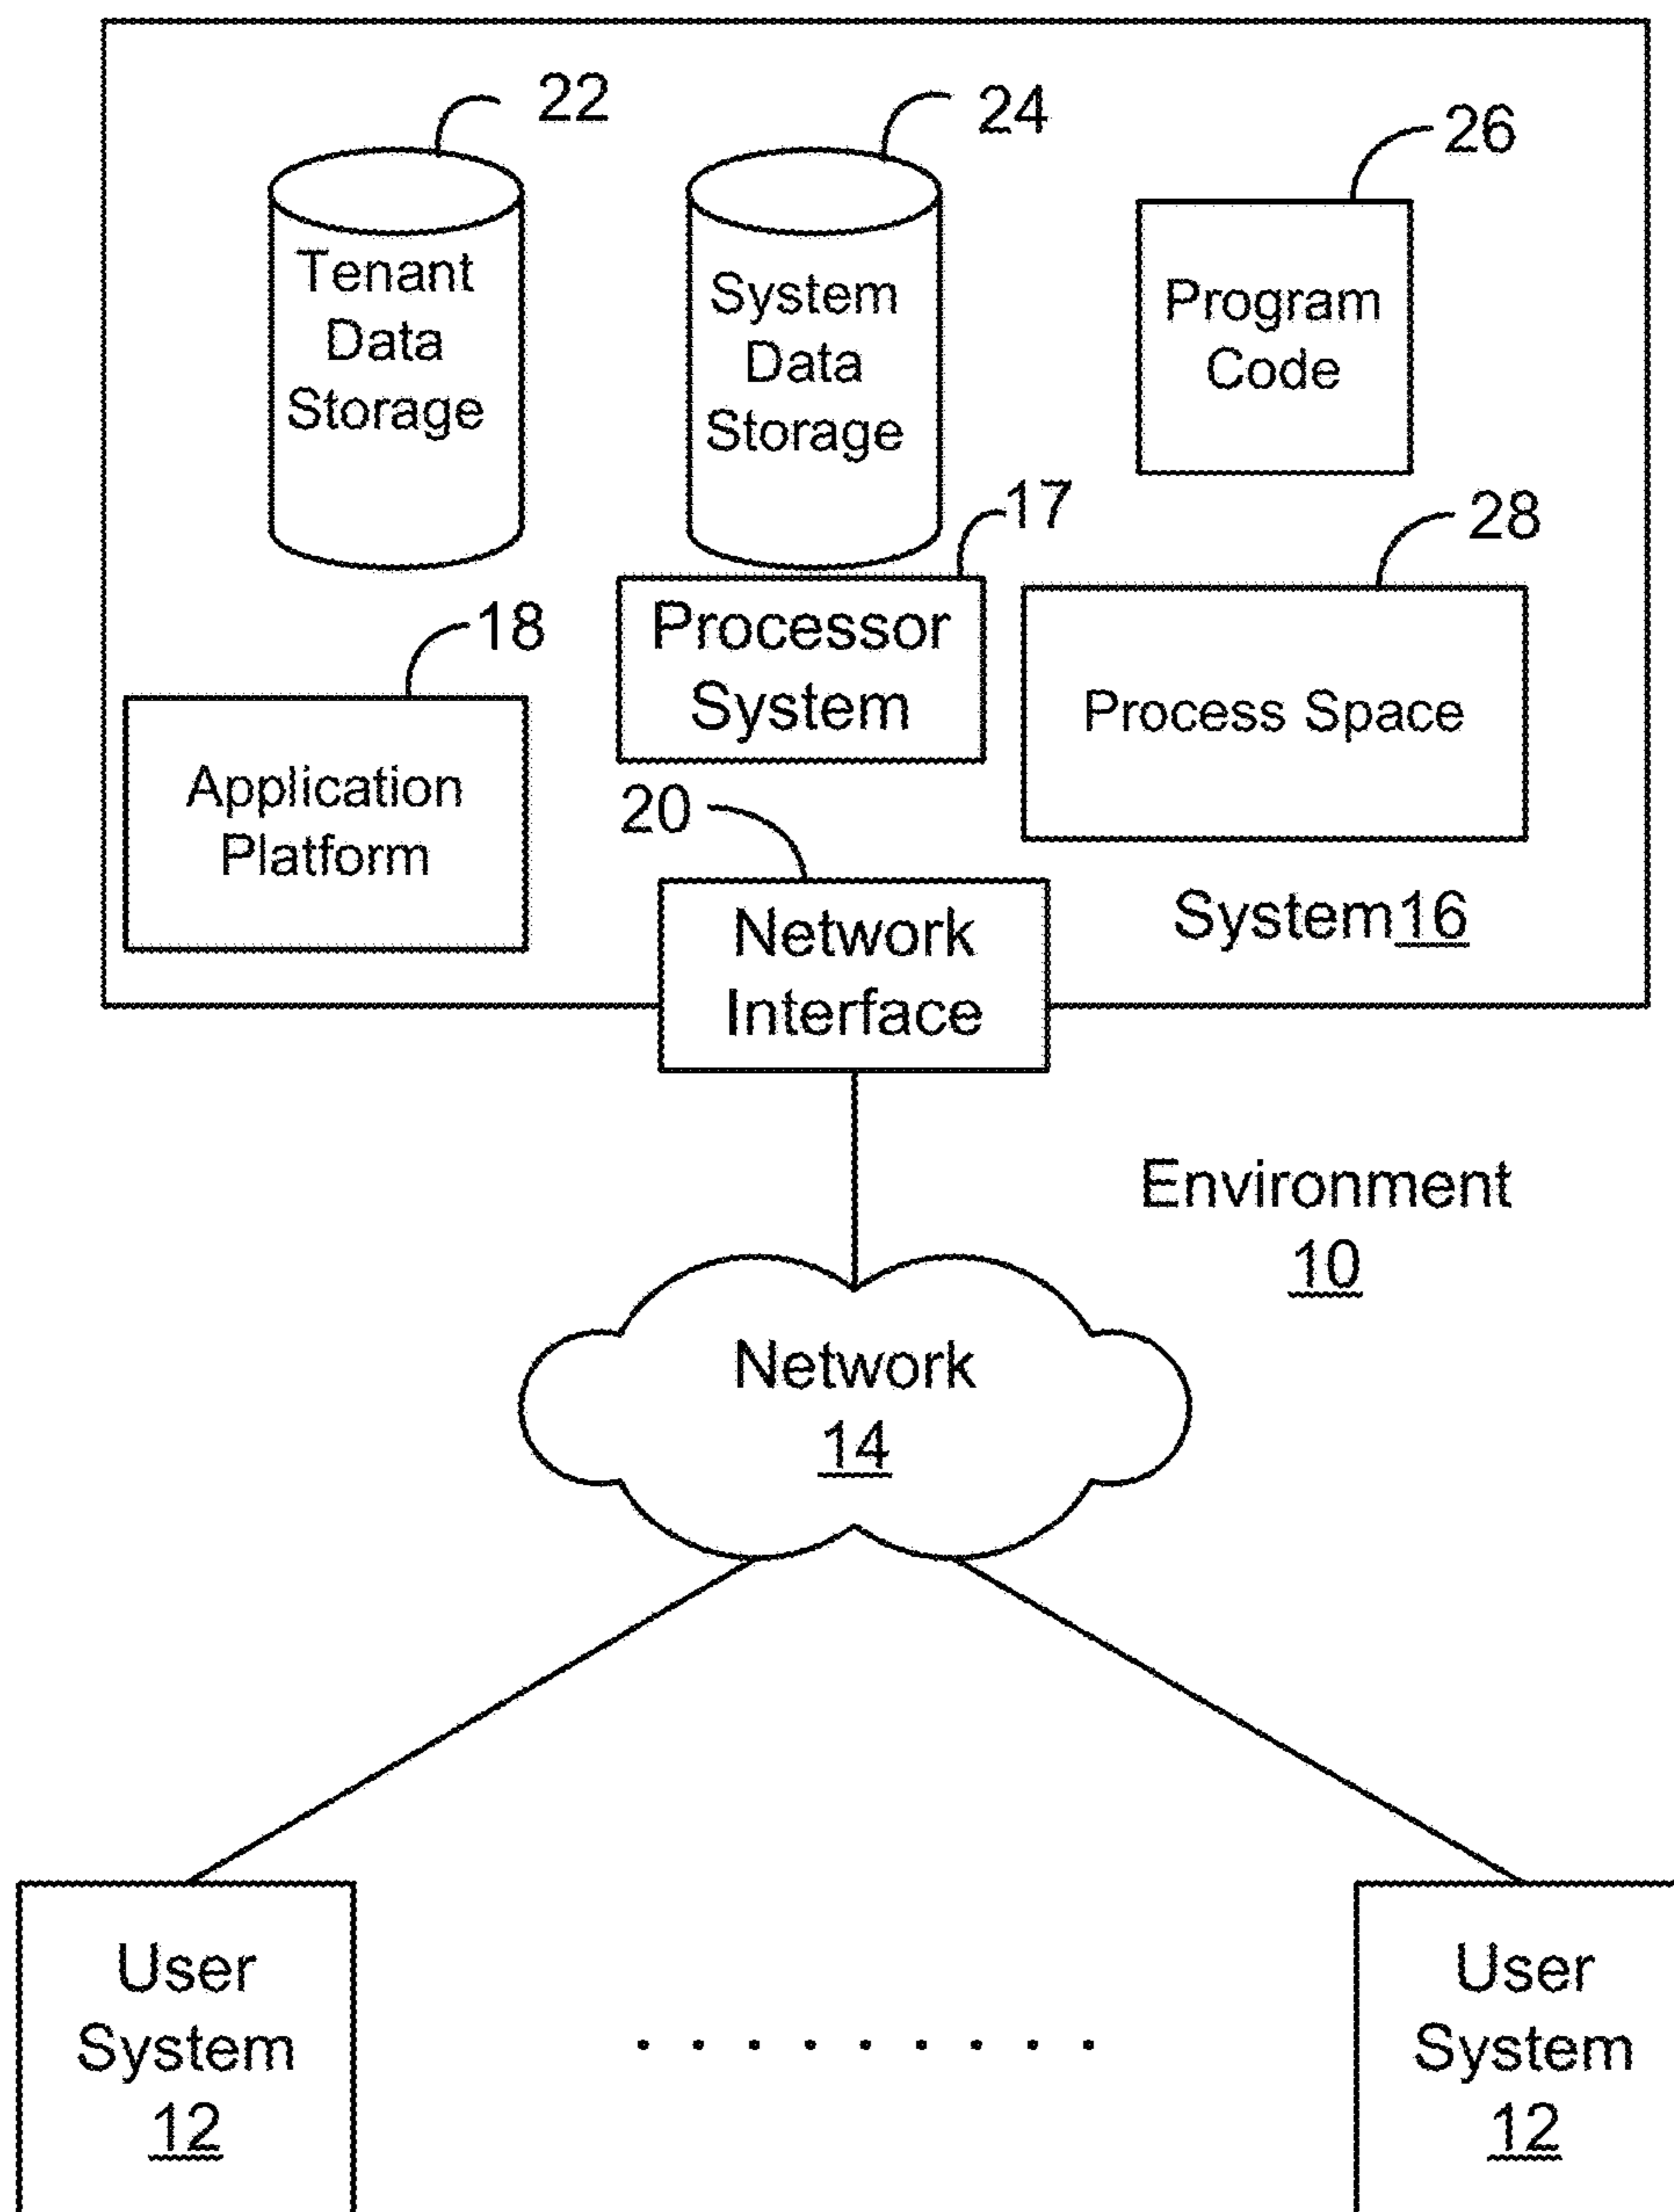 22
24
26
Tenant
Data
Storage
System
Data
Storage
Program
Code
17
28
18
Processor
System
Process Space
Application
Platform
20
Network
Interface
System16
Environment
10
Network
14
User
System
12
. . . . . . . . .
User
System
12